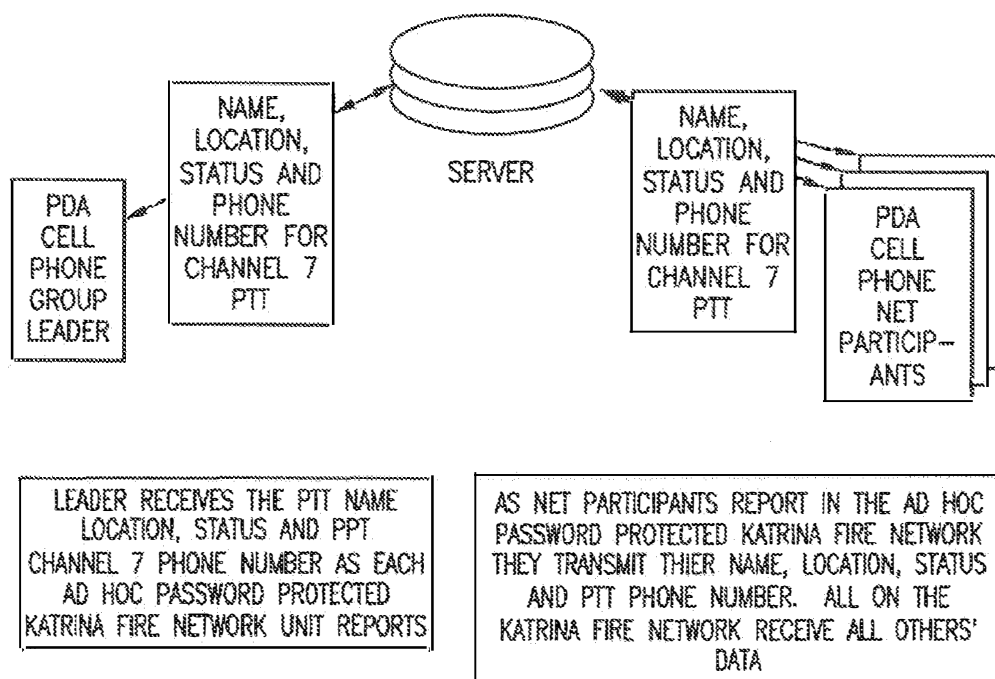 NAME,
LOCATION,
STATUS AND
PHONE
NUMBER FOR
CHANNEL 7
PTT
SERVER
NAME,
LOCATION,
STATUS AND
PHONE
NUMBER FOR
CHANNEL 7
PTT
PDA
CELL
PHONE
GROUP
LEADER
PDA
CELL
PHONE
NET
PARTICIP-
ANTS
LEADER RECEIVES THE PTT NAME
LOCATION, STATUS AND PPT
CHANNEL 7 PHONE NUMBER AS EACH
AD HOC PASSWORD PROTECTED
KATRINA FIRE NETWORK UNIT REPORTS
AS NET PARTICIPANTS REPORT IN THE AD HOC
PASSWORD PROTECTED KATRINA FIRE NETWORK
THEY TRANSMIT THIER NAME, LOCATION, STATUS
AND PTT PHONE NUMBER. ALL ON THE
KATRINA FIRE NETWORK RECEIVE ALL OTHERS'
DATA